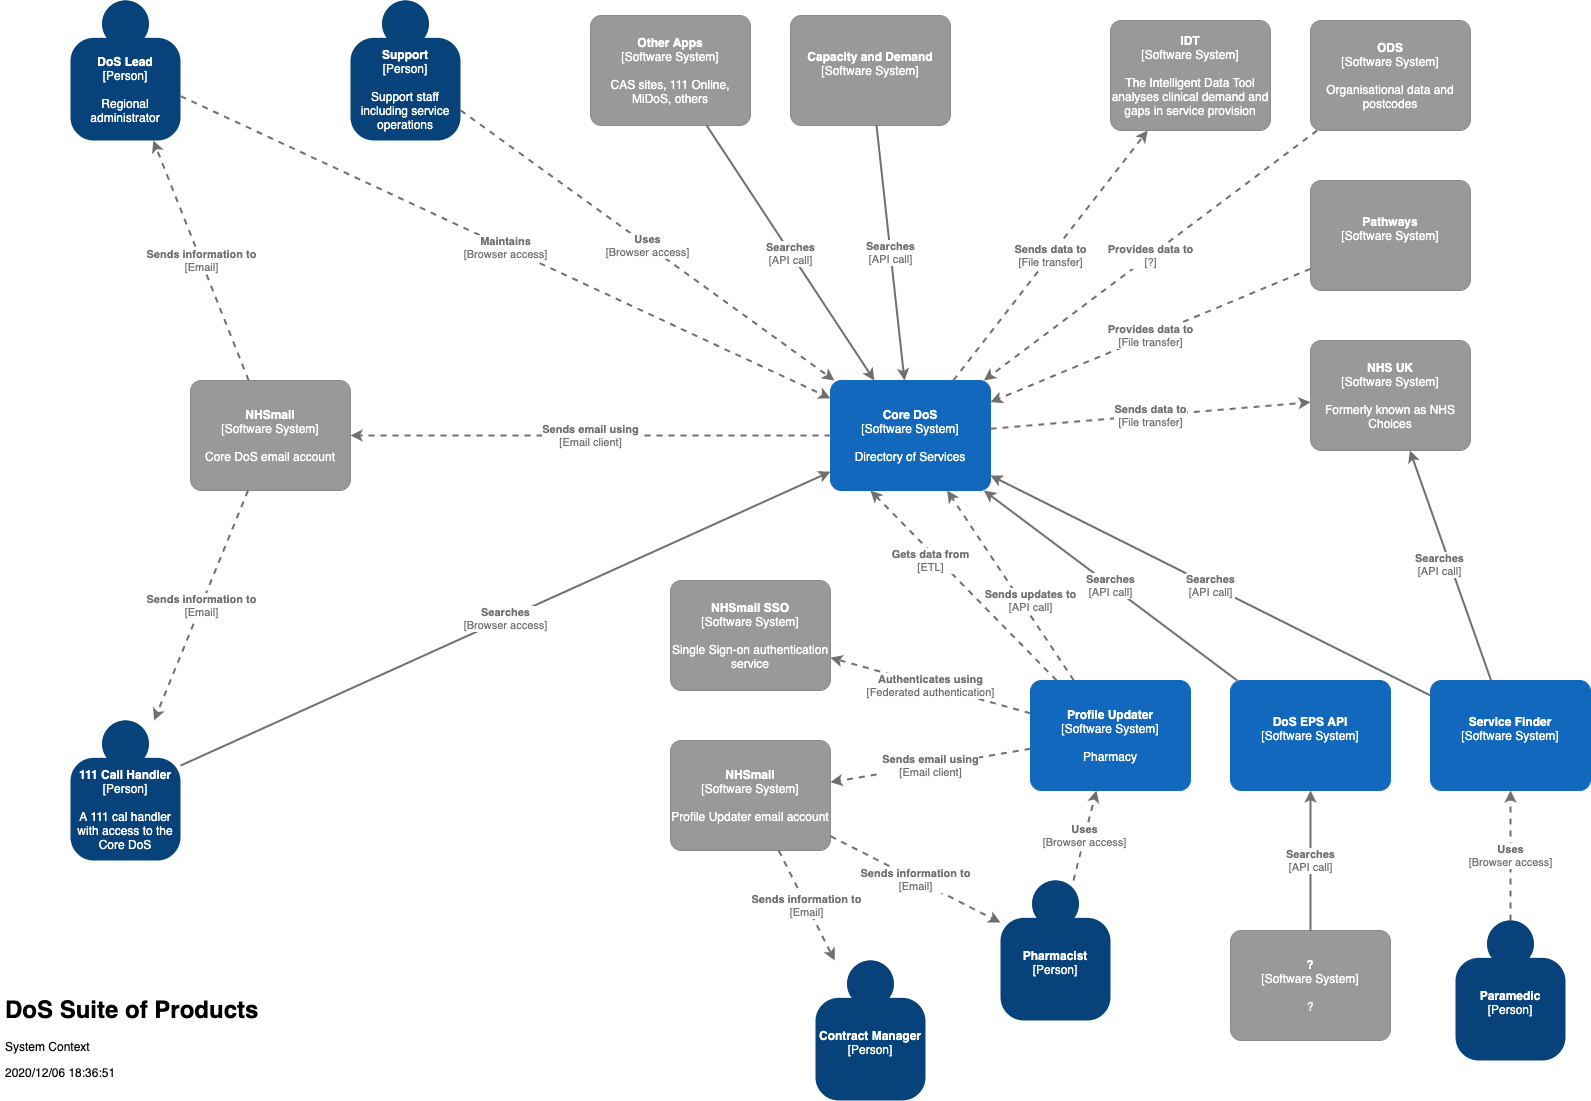 DoS Lead
[Person]
Regional
administrator
Support
[Person]
Support staff
including service
operations
Other Apps
[Software System]
CAS sites, 111 Online,
MiDoS, others
Capacity and Demand
[Software System]
IDT
[Software System]
The Intelligent Data Tool
analyses clinical demand and
gaps in service provision
ODS
[Software System]
Organisational data and
postcodes
Pathways
[Software System]
Sends information to
[Email]
Maintains
[Browser access]
Uses
[Browser access]
Searches
[API call]
Searches
[API call]
Sends data to
[File transfer]
Provides data to
[?]
Provides data to
[File transfer]
NHS UK
[Software System]
Formerly known as NHS
Choices
NHSmail
[Software System]
Core DoS email account
Sends email using
[Email client]
Core DoS
[Software System]
Directory of Services
Sends data to
[File transfer]
Sends information to
[Email]
Searches
[Browser access]
Gets data from
[ETL]
Sends updates to
[API call]
Searches
[API call]
Searches
[API call]
Searches
[API call]
NHSmail SSO
[Software System]
Single Sign-on authentication
service
Authenticates using
[Federated authentication]
Profile Updater
[Software System]
Pharmacy
DoS EPS API
[Software System]
Service Finder
[Software System]
111 Call Handler
[Person]
A 111 cal handler
with access to the
Core DoS
NHSmail
[Software System]
Profile Updater email account
Sends email using
[Email client]
Uses
[Browser access]
Searches
[API call]
Uses
[Browser access]
Sends information to
[Email]
Sends information to
[Email]
Pharmacist
[Person]
Contract Manager
[Person]
?
[Software System]
?
Paramedic
[Person]
DoS Suite of Products
System Context
2020/12/06 18:36:51